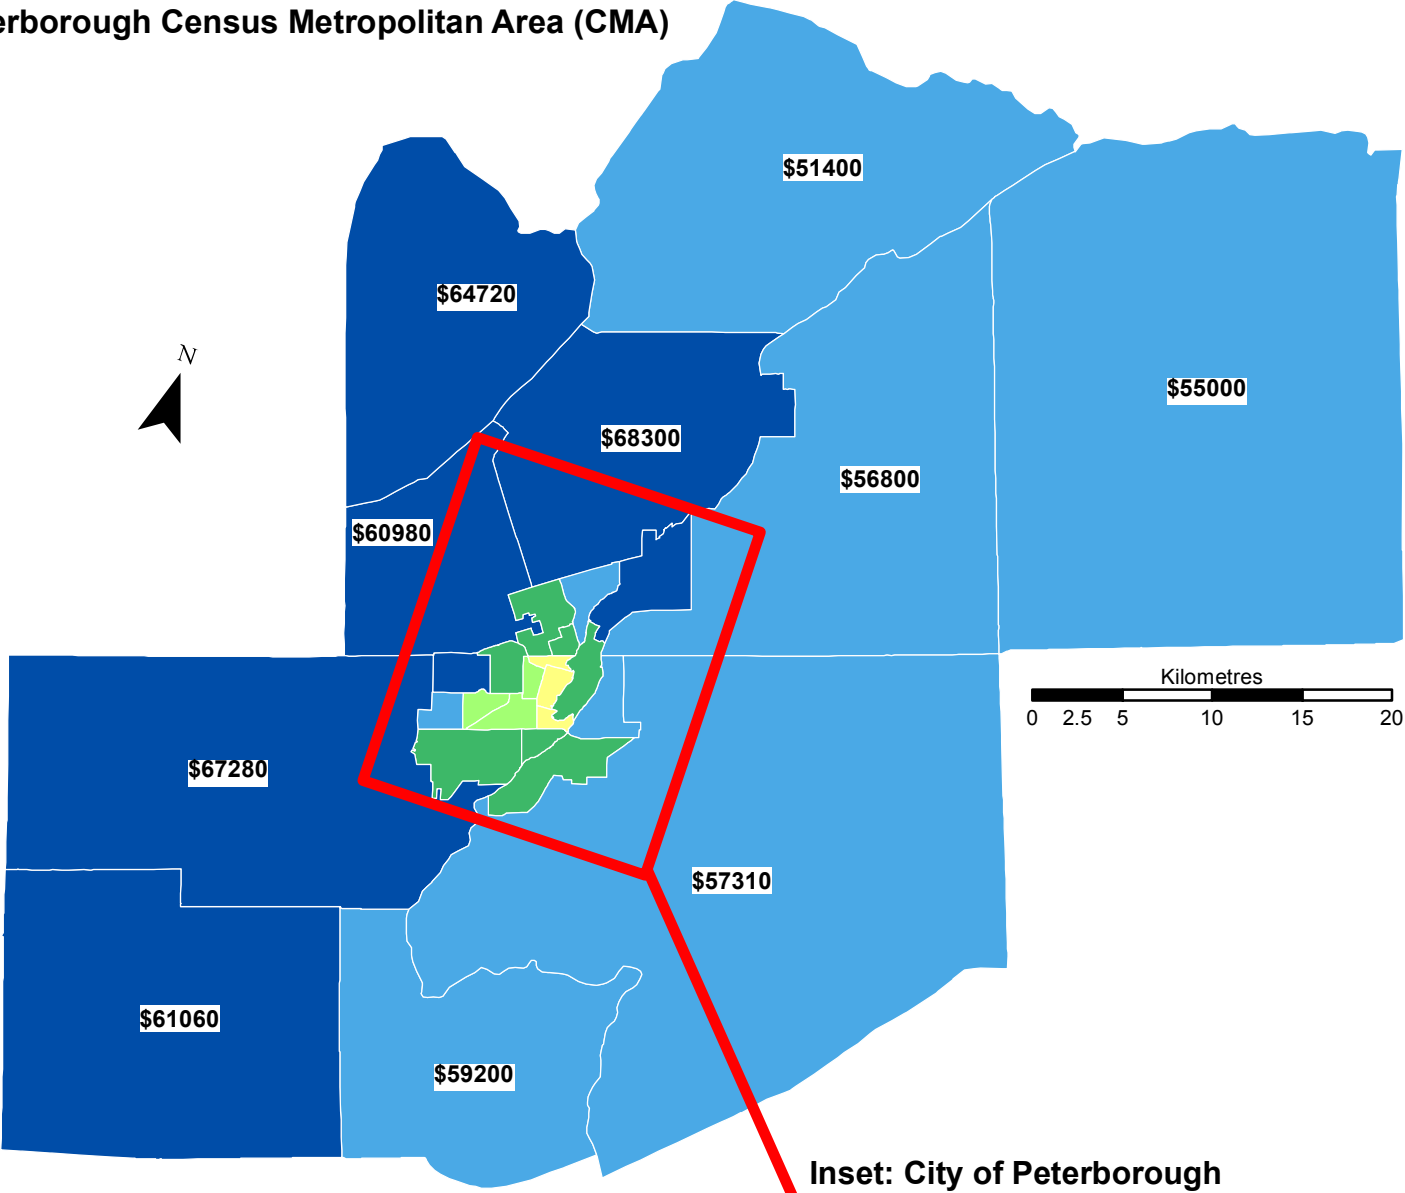 erborough Census Metropolitan Area (CMA)
$51400
$64720
N
$55000
$68300
$56800
$60980
Kilometres
0 2.5 5 10 15 20
$67280
$57310
$61060
$59200
Inset: City of Peterborough